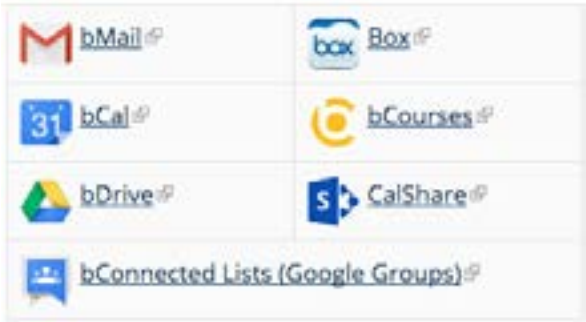 bMail
box Box
31 bCal
bCourses
bDrive
S CalShare
bConnected Lists (Google Groups)